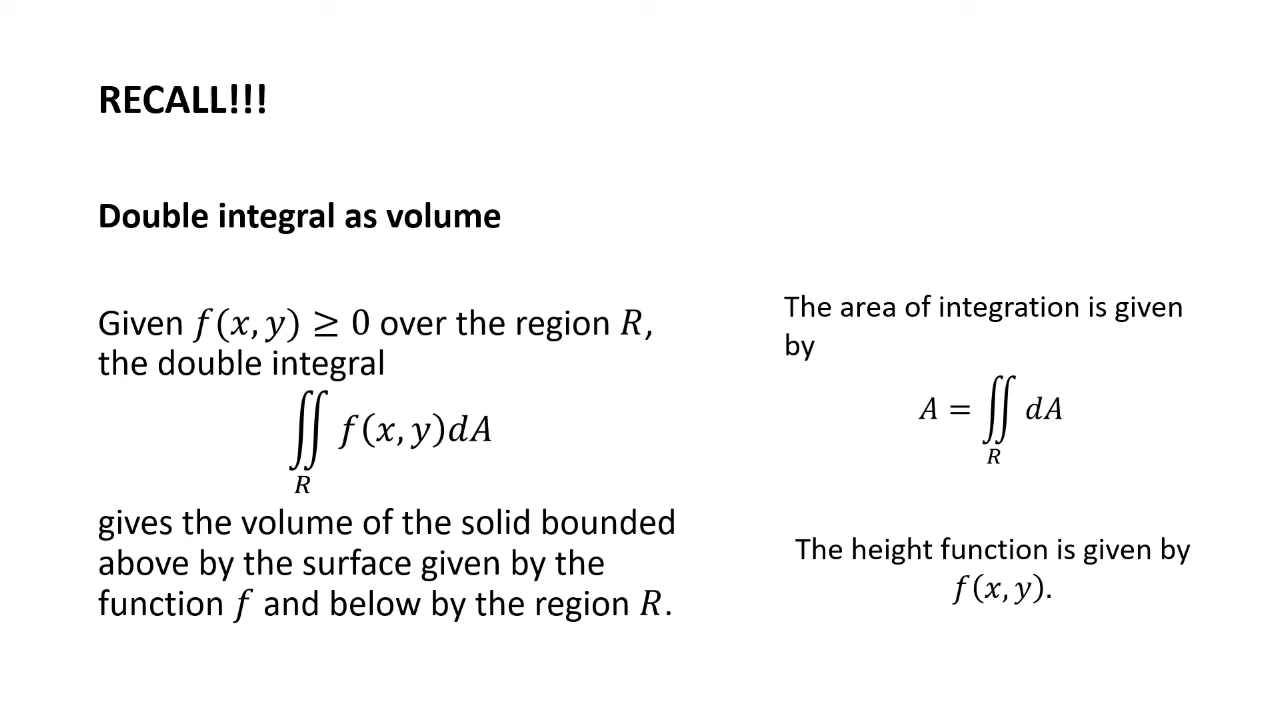 RECALL!!!
Double integral as volume
Given f(x, y) ≥ 0 over the region R,
the double integral
∬ f(x, y)dA
R
gives the volume of the solid bounded
above by the surface given by the
function f and below by the region R.
The area of integration is given
by
A = ∬ dA
R
The height function is given by
f(x, y).